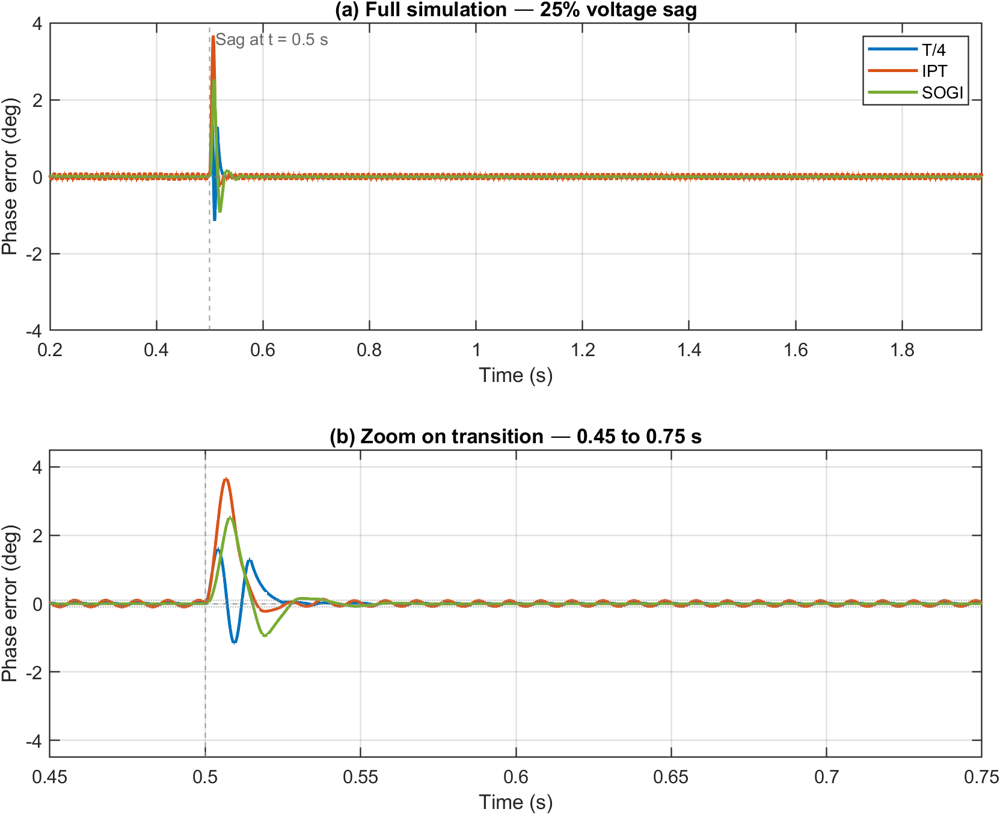 (a) Full simulation — 25% voltage sag
4
2
0
-2
-4
Phase error (deg)
Sag at t = 0.5 s
T/4
IPT
SOGI
0.2 0.4 0.6 0.8 1 1.2 1.4 1.6 1.8
Time (s)
(b) Zoom on transition — 0.45 to 0.75 s
4
2
0
-2
-4
Phase error (deg)
0.45 0.5 0.55 0.6 0.65 0.7 0.75
Time (s)